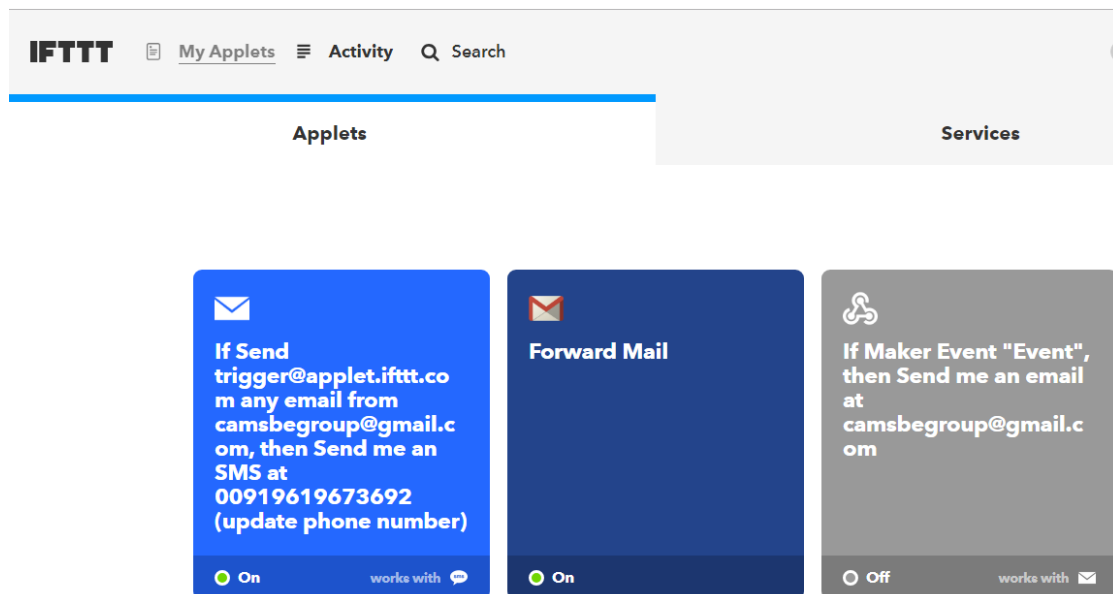 IFTTT My Applets Activity Search
Applets Services
If Send
trigger@applet.ifttt.co
m any email from
camsbegroup@gmail.c
om, then Send me an
SMS at
00919619673692
(update phone number)
On works with sms
Forward Mail
On
If Maker Event "Event",
then Send me an email
at
camsbegroup@gmail.c
om
Off works with